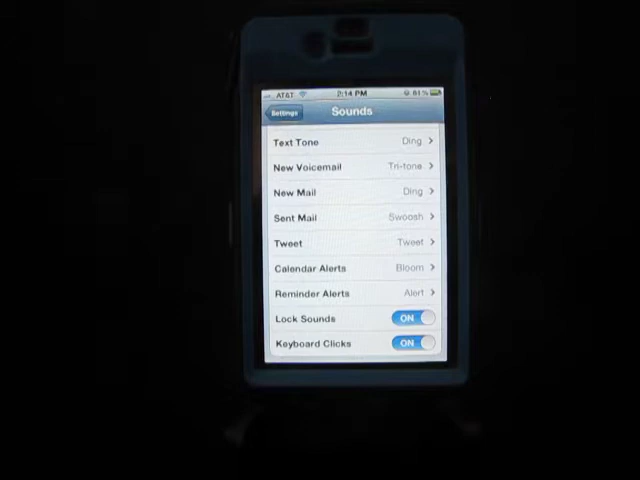 AT&T 2:14 PM 81%
Settings Sounds
Text Tone Ding
New Voicemail Tri-tone
New Mail Ding
Sent Mail Swoosh
Tweet Tweet
Calendar Alerts Bloom
Reminder Alerts Alert
Lock Sounds ON
Keyboard Clicks ON